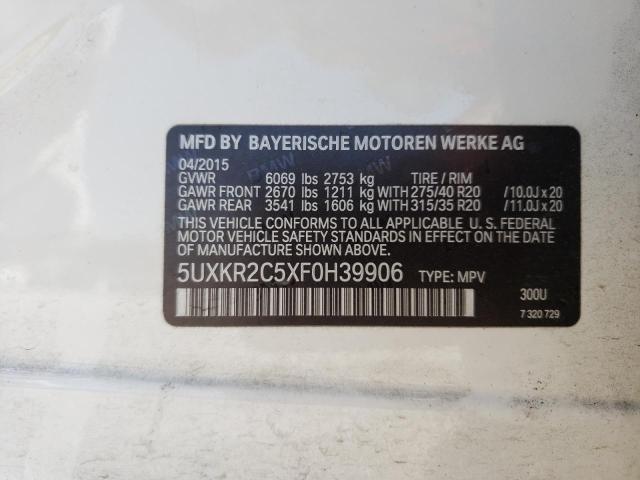 MFD BY BAYERISCHE MOTOREN WERKE AG
04/2015
GVWR 6069 lbs 2753 kg TIRE / RIM
GAWR FRONT 2670 lbs 1211 kg WITH 275/40 R20 /10.0J x 20
GAWR REAR 3541 lbs 1606 kg WITH 315/35 R20 /11.0J x 20
THIS VEHICLE CONFORMS TO ALL APPLICABLE U. S. FEDERAL
MOTOR VEHICLE SAFETY STANDARDS IN EFFECT ON THE DATE
OF MANUFACTURE SHOWN ABOVE.
5UXKR2C5XF0H39906 TYPE: MPV
300U
7 320 729